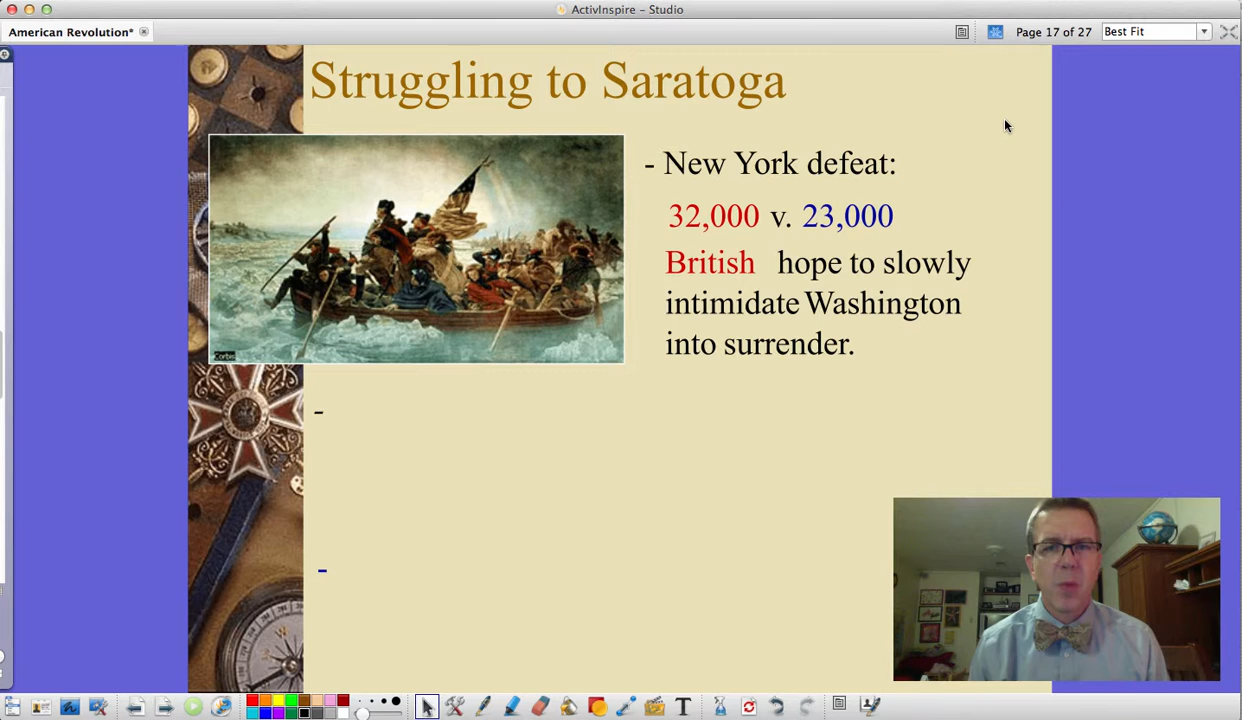 ActivInspire – Studio
American Revolution*
Page 17 of 27
Best Fit
Struggling to Saratoga
- New York defeat:
32,000 v. 23,000
British hope to slowly
intimidate Washington
into surrender.
Corbis
-
-
T